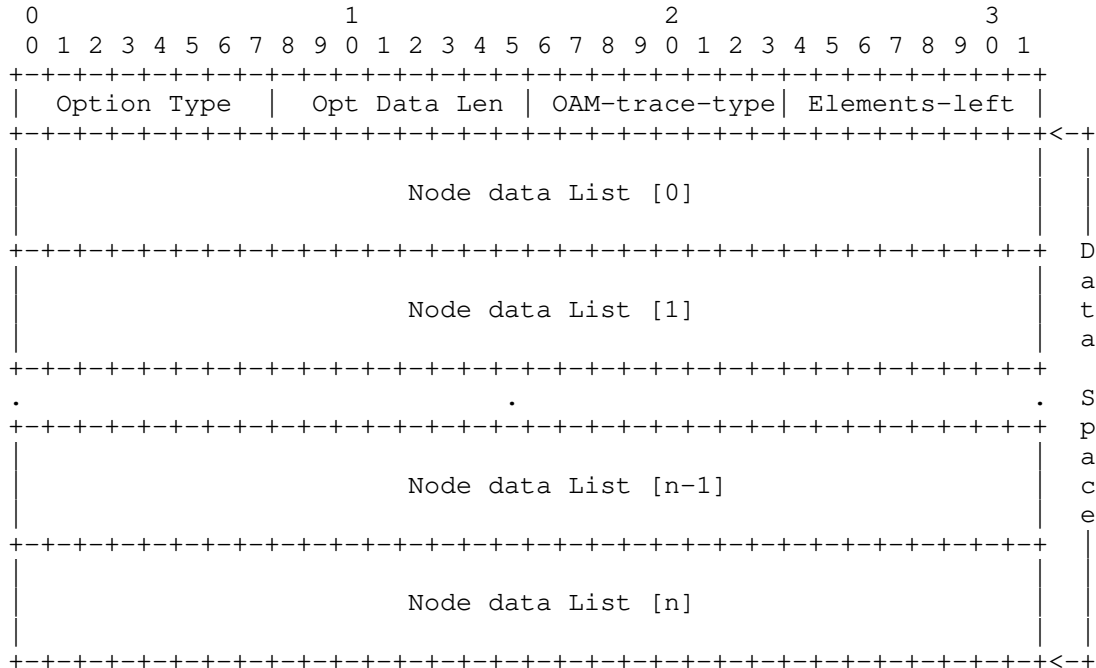 0                   1                   2                   3
 0 1 2 3 4 5 6 7 8 9 0 1 2 3 4 5 6 7 8 9 0 1 2 3 4 5 6 7 8 9 0 1
+-+-+-+-+-+-+-+-+-+-+-+-+-+-+-+-+-+-+-+-+-+-+-+-+-+-+-+-+-+-+-+-+
|  Option Type  |  Opt Data Len | OAM-trace-type| Elements-left |
+-+-+-+-+-+-+-+-+-+-+-+-+-+-+-+-+-+-+-+-+-+-+-+-+-+-+-+-+-+-+-+-+<-+
|                                                               |  |
|                        Node data List [0]                     |  |
|                                                               |  |
+-+-+-+-+-+-+-+-+-+-+-+-+-+-+-+-+-+-+-+-+-+-+-+-+-+-+-+-+-+-+-+-+  D
|                                                               |  a
|                        Node data List [1]                     |  t
|                                                               |  a
+-+-+-+-+-+-+-+-+-+-+-+-+-+-+-+-+-+-+-+-+-+-+-+-+-+-+-+-+-+-+-+-+
.                              .                                .  S
+-+-+-+-+-+-+-+-+-+-+-+-+-+-+-+-+-+-+-+-+-+-+-+-+-+-+-+-+-+-+-+-+  p
|                                                               |  a
|                        Node data List [n-1]                   |  c
|                                                               |  e
+-+-+-+-+-+-+-+-+-+-+-+-+-+-+-+-+-+-+-+-+-+-+-+-+-+-+-+-+-+-+-+-+  |
|                                                               |  |
|                        Node data List [n]                     |  |
|                                                               |  |
+-+-+-+-+-+-+-+-+-+-+-+-+-+-+-+-+-+-+-+-+-+-+-+-+-+-+-+-+-+-+-+-+<-+